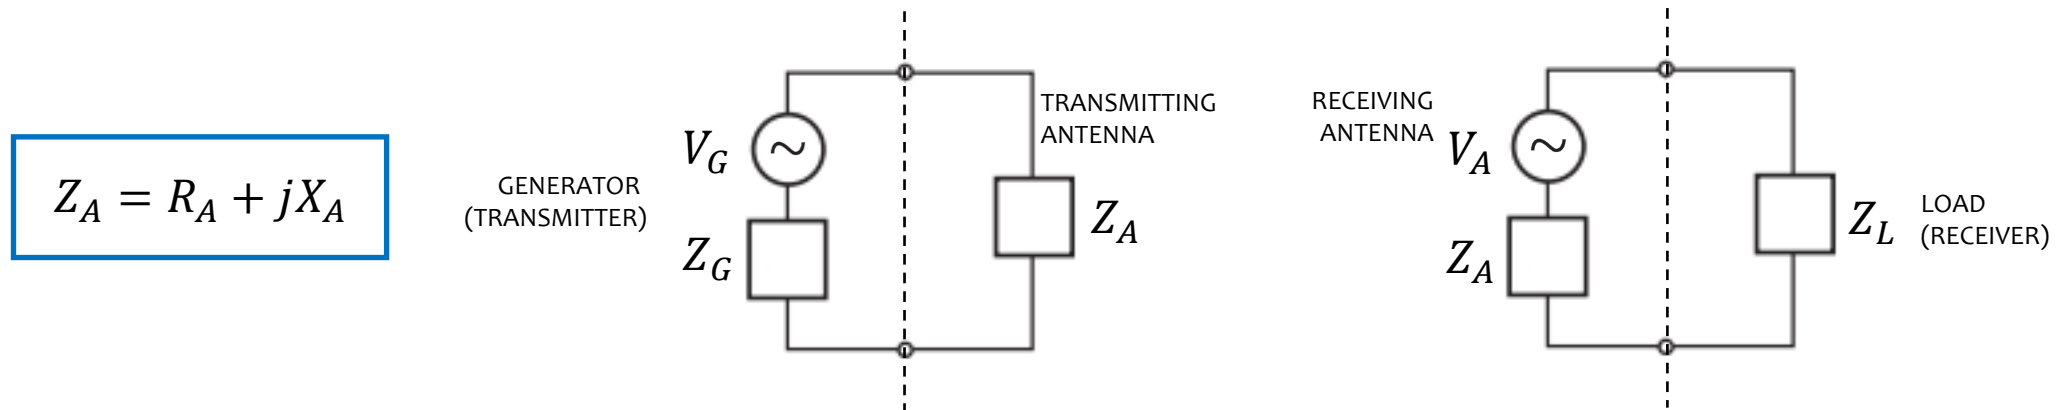 Z_A = R_A + jX_A
GENERATOR
(TRANSMITTER)
V_G
~
Z_G
TRANSMITTING
ANTENNA
Z_A
RECEIVING
ANTENNA
V_A
~
Z_A
Z_L
LOAD
(RECEIVER)